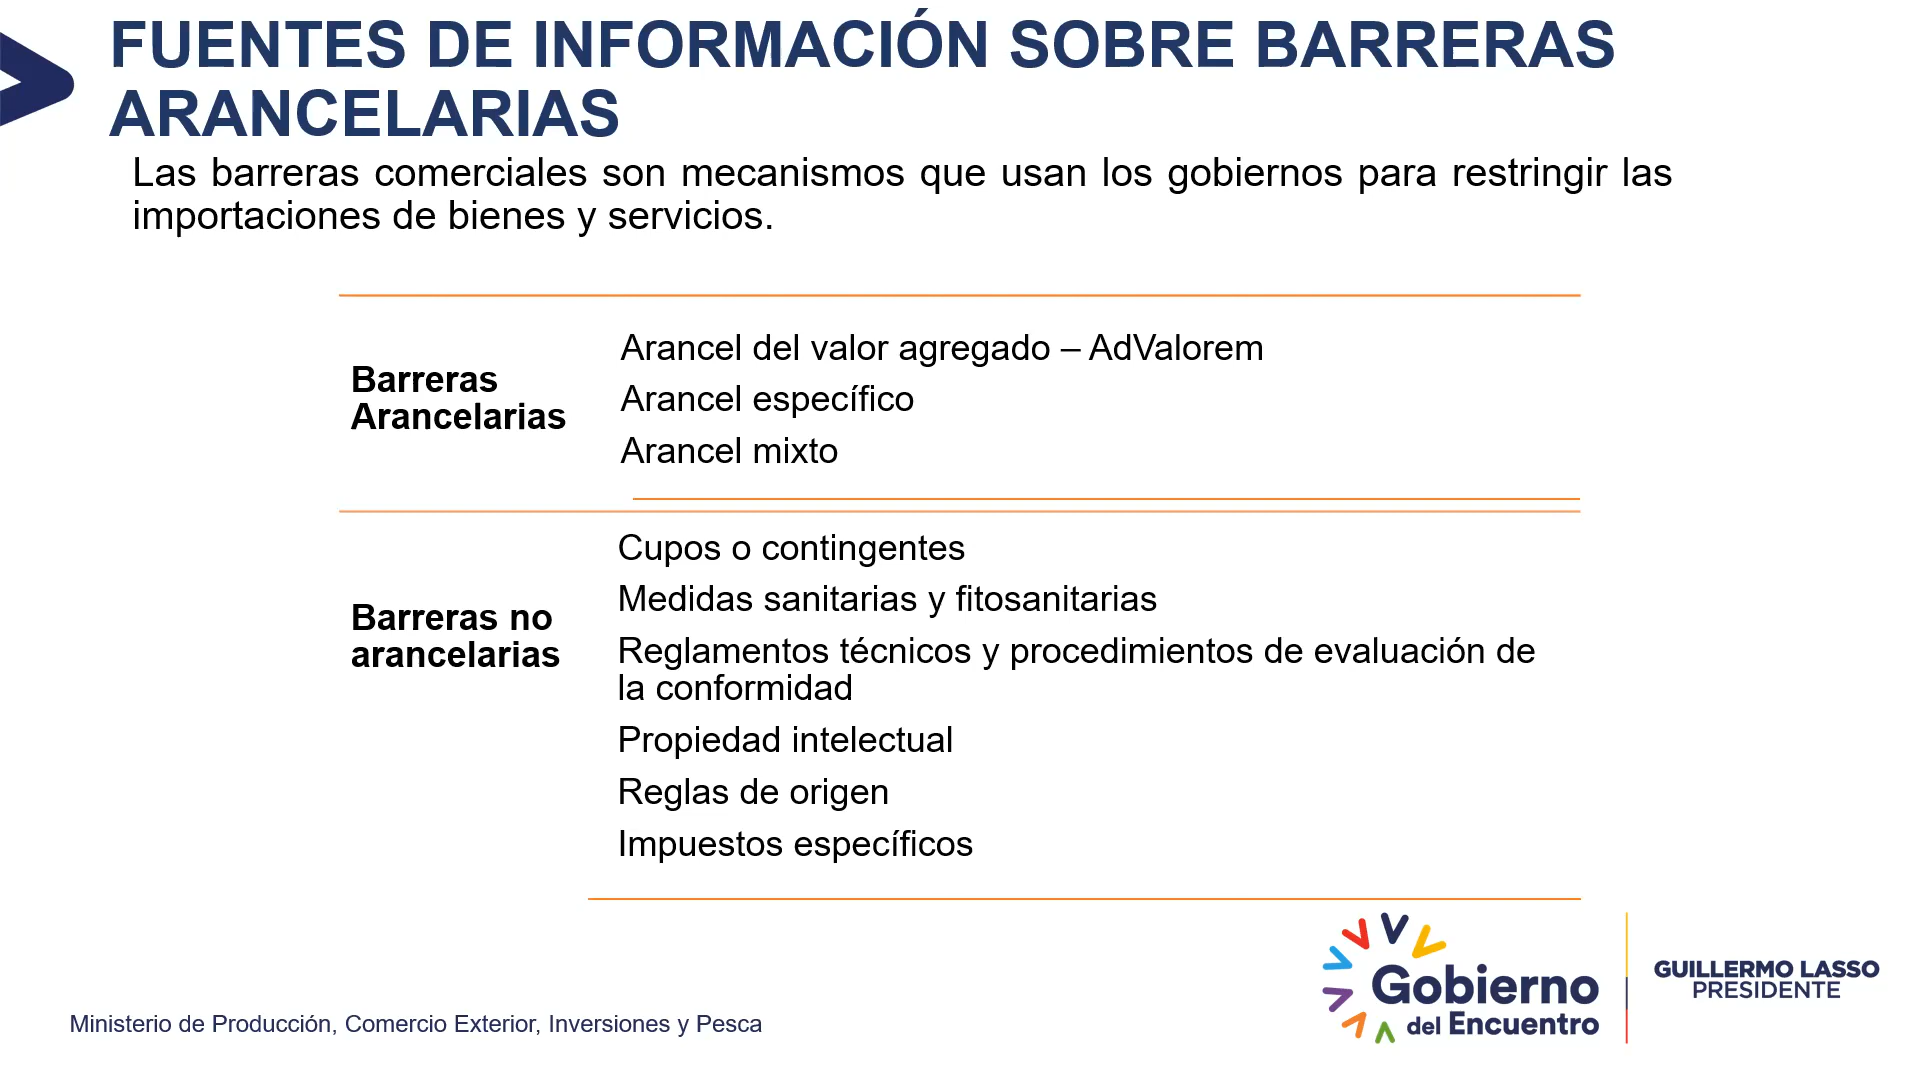 FUENTES DE INFORMACIÓN SOBRE BARRERAS
ARANCELARIAS
Las barreras comerciales son mecanismos que usan los gobiernos para restringir las
importaciones de bienes y servicios.
Barreras
Arancelarias
Arancel del valor agregado – AdValorem
Arancel específico
Arancel mixto
Barreras no
arancelarias
Cupos o contingentes
Medidas sanitarias y fitosanitarias
Reglamentos técnicos y procedimientos de evaluación de
la conformidad
Propiedad intelectual
Reglas de origen
Impuestos específicos
Ministerio de Producción, Comercio Exterior, Inversiones y Pesca
Gobierno
del Encuentro
GUILLERMO LASSO
PRESIDENTE